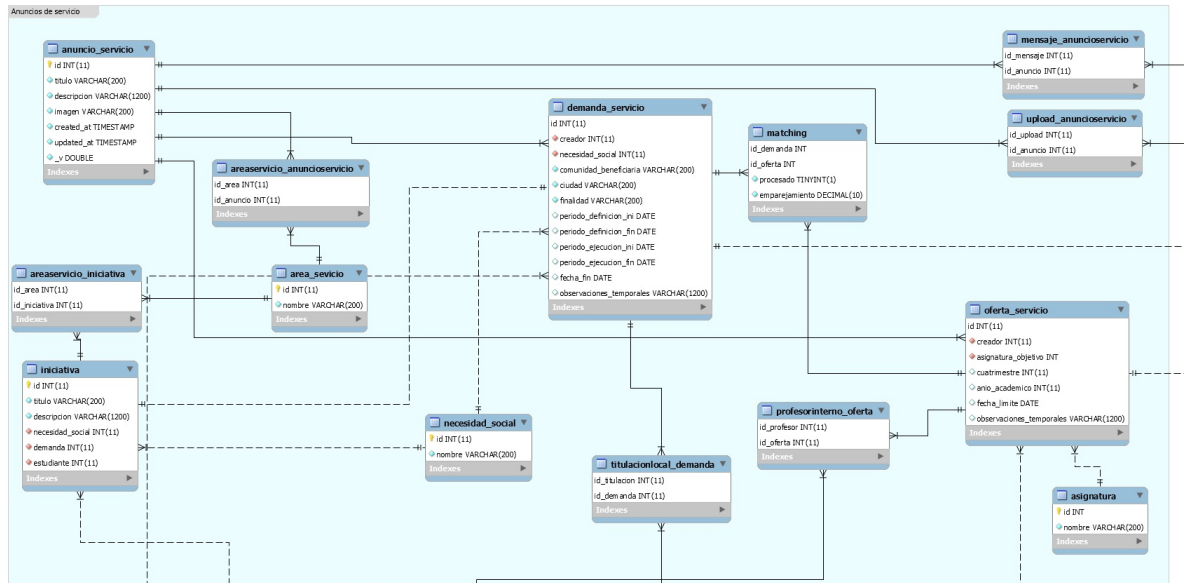 Anuncios de servicio
anuncio_servicio
id INT(11)
titulo VARCHAR(200)
descripcion VARCHAR(1200)
imagen VARCHAR(200)
created_at TIMESTAMP
updated_at TIMESTAMP
_v DOUBLE
Indexes
mensaje_anuncioservicio
id_mensaje INT(11)
id_anuncio INT(11)
Indexes
upload_anuncioservicio
id_upload INT(11)
id_anuncio INT(11)
Indexes
demanda_servicio
id INT(11)
creador INT(11)
necesidad_social INT(11)
comunidad_beneficiaria VARCHAR(200)
ciudad VARCHAR(200)
finalidad VARCHAR(200)
periodo_definicion_ini DATE
periodo_definicion_fin DATE
periodo_ejecucion_ini DATE
periodo_ejecucion_fin DATE
fecha_fin DATE
observaciones_temporales VARCHAR(1200)
Indexes
matching
id_demanda INT
id_oferta INT
procesado TINYINT(1)
emparejamiento DECIMAL(10)
Indexes
areaservicio_anuncioservicio
id_area INT(11)
id_anuncio INT(11)
Indexes
areaservicio_iniciativa
id_area INT(11)
id_iniciativa INT(11)
Indexes
area_sevicio
id INT(11)
nombre VARCHAR(200)
Indexes
oferta_servicio
id INT(11)
creador INT(11)
asignatura_objetivo INT
cuatrimestre INT(11)
anio_academico INT(11)
fecha_limite DATE
observaciones_temporales VARCHAR(1200)
Indexes
iniciativa
id INT(11)
titulo VARCHAR(200)
descripcion VARCHAR(1200)
necesidad_social INT(11)
demanda INT(11)
estudiante INT(11)
Indexes
necesidad_social
id INT(11)
nombre VARCHAR(200)
Indexes
profesorinterno_oferta
id_profesor INT(11)
id_oferta INT(11)
Indexes
titulacionlocal_demanda
id_titulacion INT(11)
id_demanda INT(11)
Indexes
asignatura
id INT
nombre VARCHAR(200)
Indexes